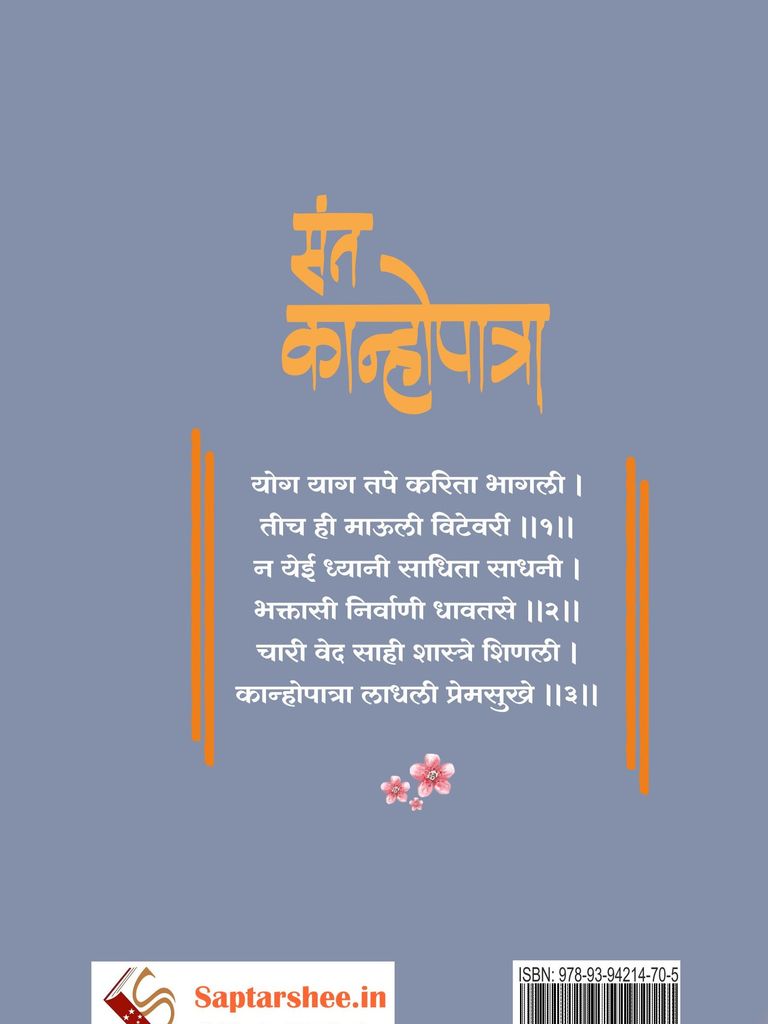 संत
कान्होपात्रा
योग याग तपे करिता भागली ।
तीच ही माऊली विटेवरी ॥१॥
न येई ध्यानी साधिता साधनी ।
भक्तासी निर्वाणी धावतसे ॥२॥
चारी वेद साही शास्त्रे शिणली ।
कान्होपात्रा लाधली प्रेमसुखे ॥३॥
Saptarshee.in
ISBN: 978-93-94214-70-5